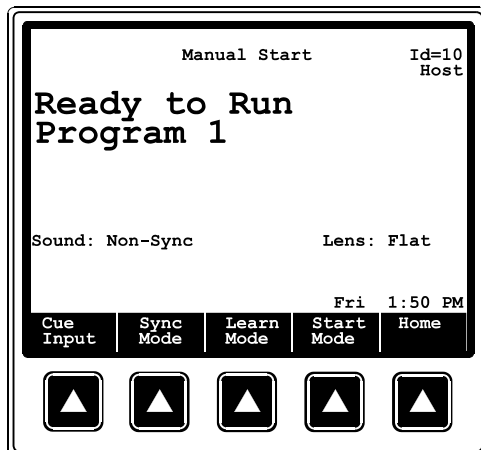 Manual Start Id=10
Host
Ready to Run
Program 1
Sound: Non-Sync Lens: Flat
Fri 1:50 PM
Cue Sync Learn Start Home
Input Mode Mode Mode